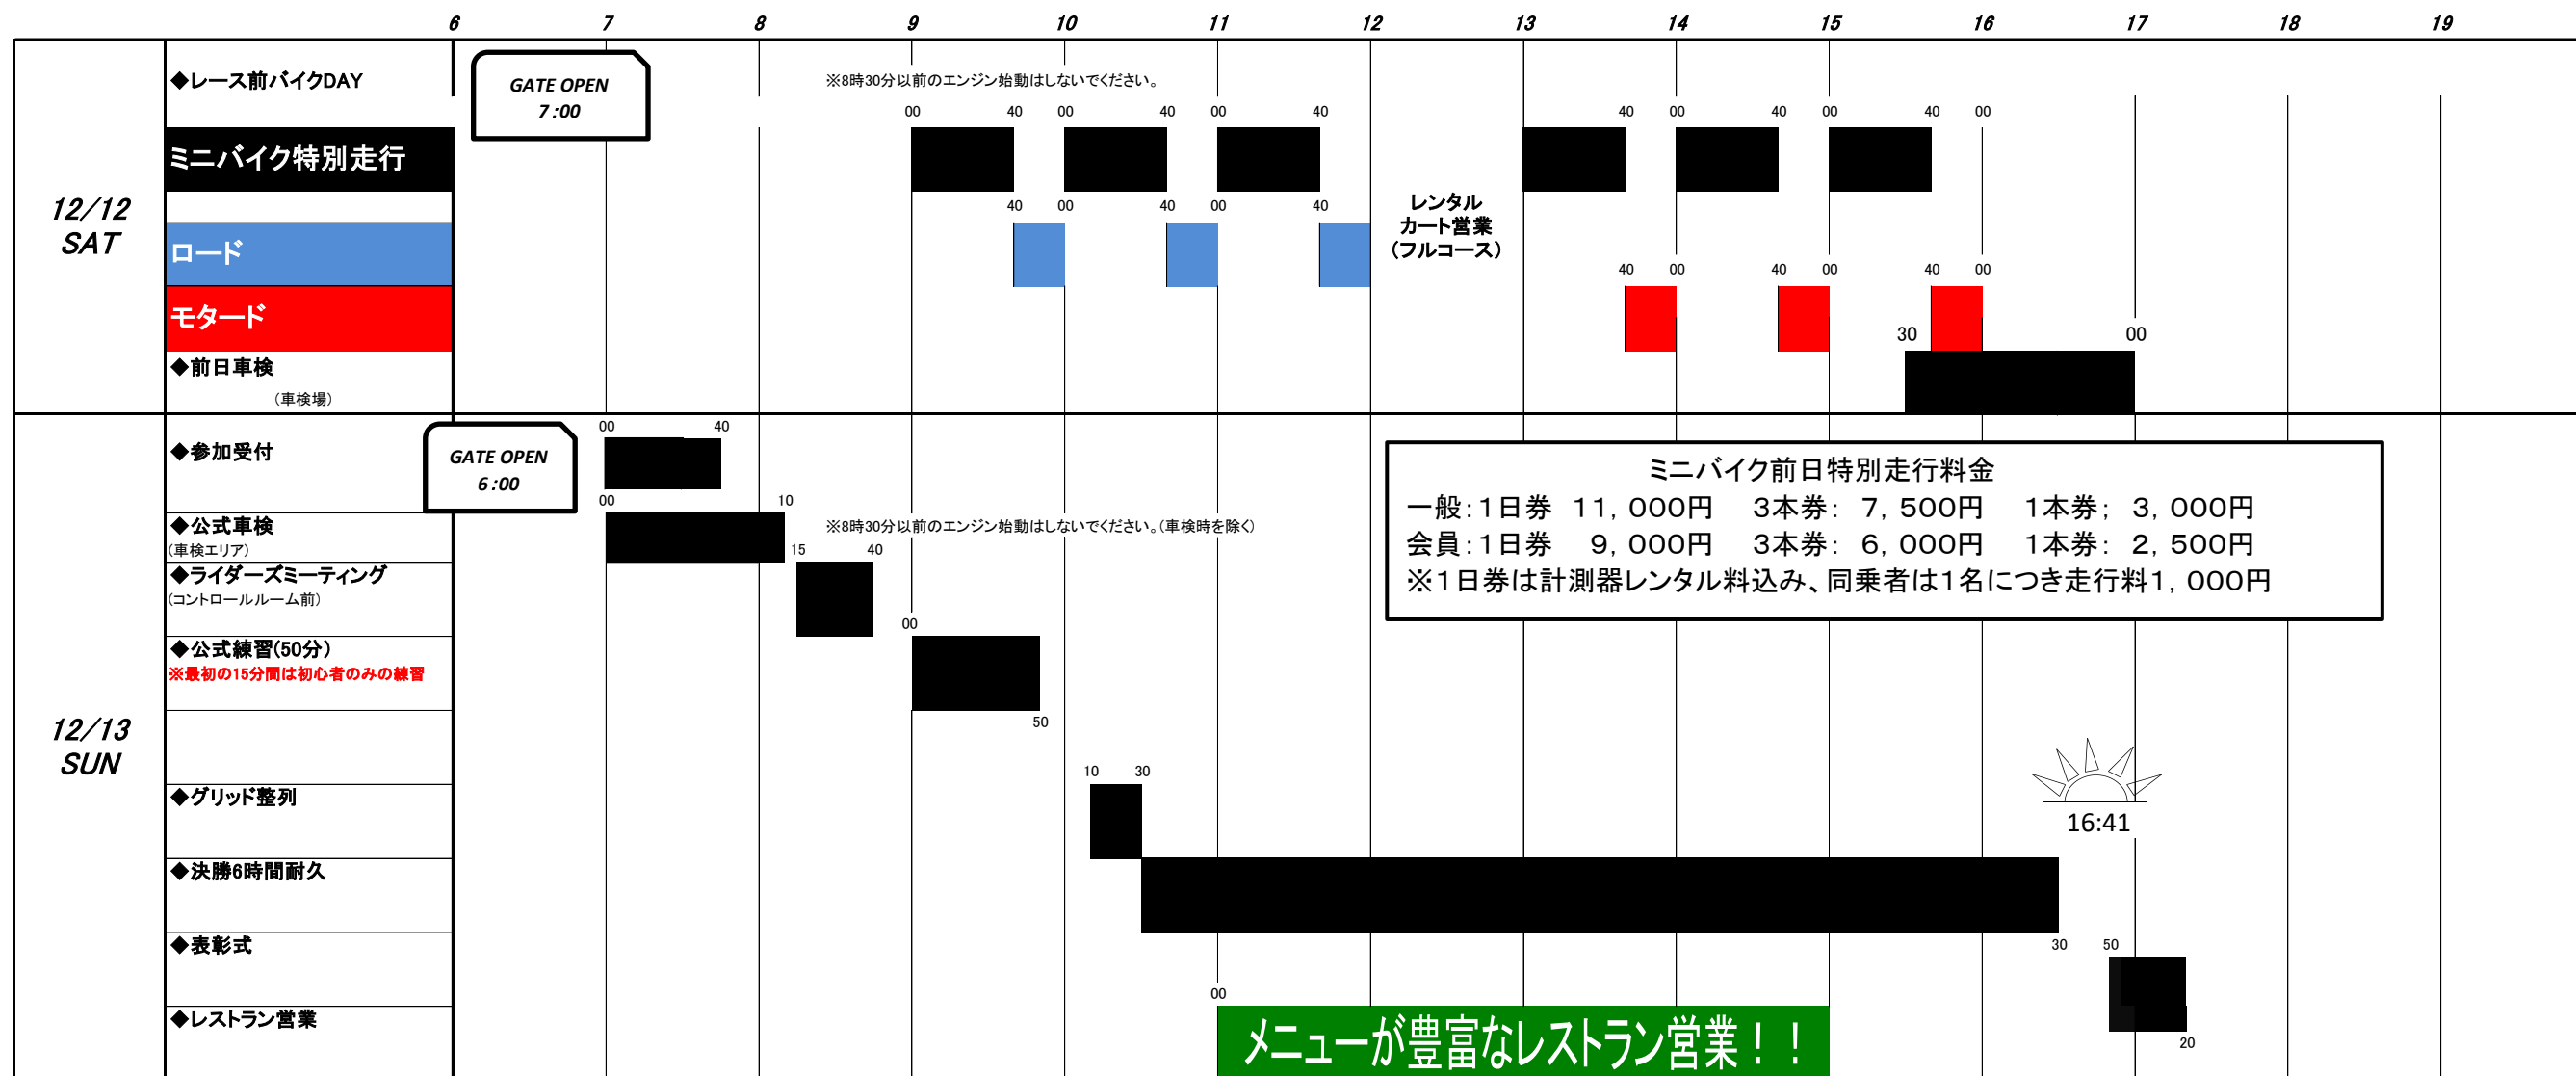 6 7 8 9 10 11 12 13 14 15 16 17 18 19
12/12
SAT
◆レース前バイクDAY
GATE OPEN
7:00
※8時30分以前のエンジン始動はしないでください。
00 40 00 40 00 40 40 00 40 00 40 00
ミニバイク特別走行
40 00 40 00 40
ロード
レンタル
カート営業
(フルコース)
40 00 40 00 40 00
モタード
30 00
◆前日車検
(車検場)
12/13
SUN
◆参加受付
GATE OPEN
6:00
00 40
00 10
◆公式車検
(車検エリア)
※8時30分以前のエンジン始動はしないでください。(車検時を除く)
15 40
◆ライダーズミーティング
(コントロールルーム前)
00
◆公式練習(50分)
※最初の15分間は初心者のみの練習
50
ミニバイク前日特別走行料金
一般:1日券 11,000円 3本券: 7,500円 1本券; 3,000円
会員:1日券 9,000円 3本券: 6,000円 1本券: 2,500円
※1日券は計測器レンタル料込み、同乗者は1名につき走行料1,000円
10 30
◆グリッド整列
16:41
◆決勝6時間耐久
30 50
◆表彰式
00
20
◆レストラン営業
メニューが豊富なレストラン営業!!